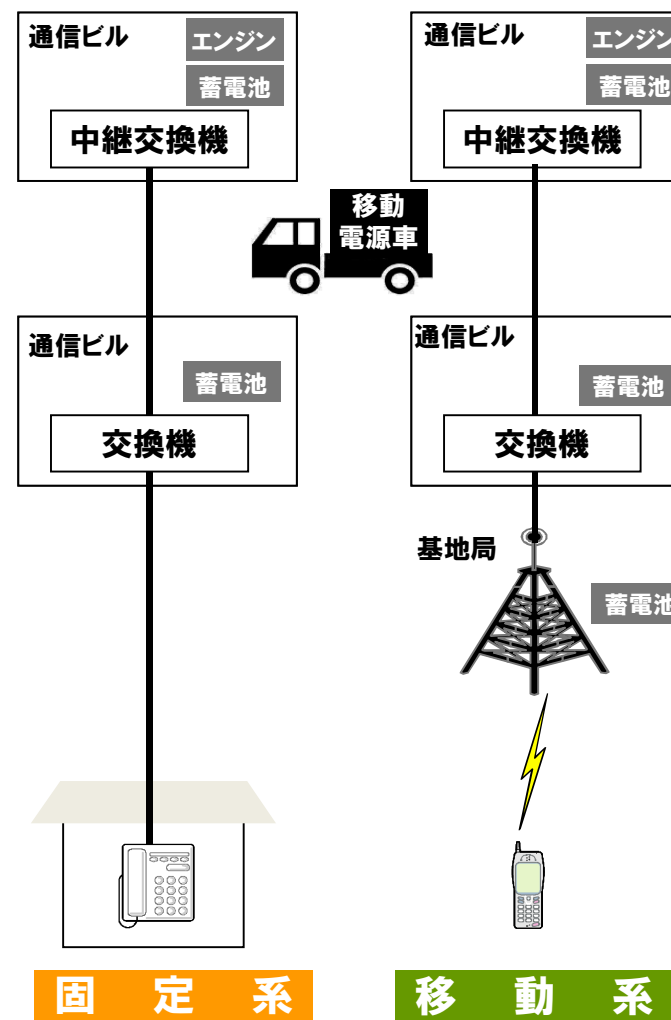 通信ビル
エンジン
蓄電池
中継交換機
通信ビル
エンジン
蓄電池
中継交換機
移動
電源車
通信ビル
蓄電池
交換機
通信ビル
蓄電池
交換機
基地局
蓄電池
固定系
移動系